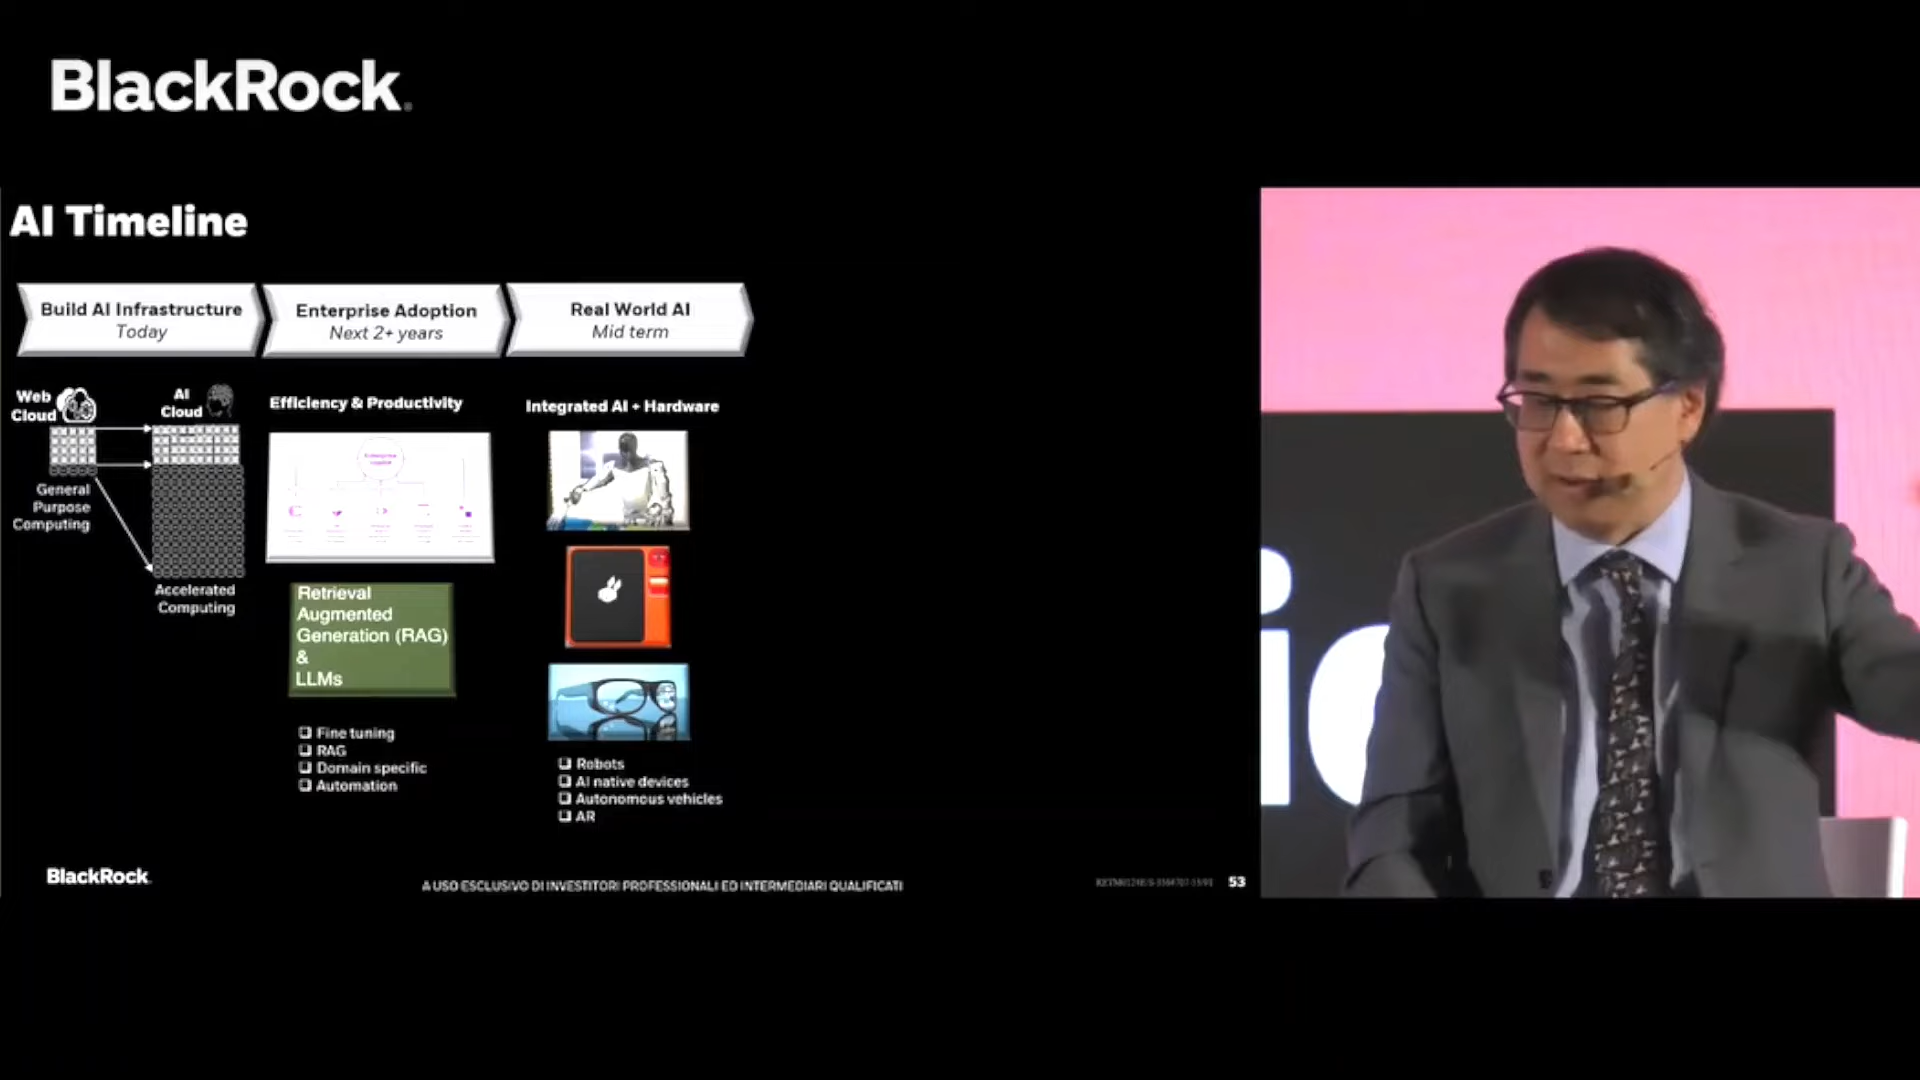 BlackRock.
AI Timeline
Build AI Infrastructure
Today
Enterprise Adoption
Next 2+ years
Real World AI
Mid term
Web
Cloud
AI
Cloud
General
Purpose
Computing
Accelerated
Computing
Efficiency & Productivity
Retrieval
Augmented
Generation (RAG)
&
LLMs
Fine tuning
RAG
Domain specific
Automation
Integrated AI + Hardware
Robots
AI native devices
Autonomous vehicles
AR
BlackRock.
A USO ESCLUSIVO DI INVESTITORI PROFESSIONALI ED INTERMEDIARI QUALIFICATI
53